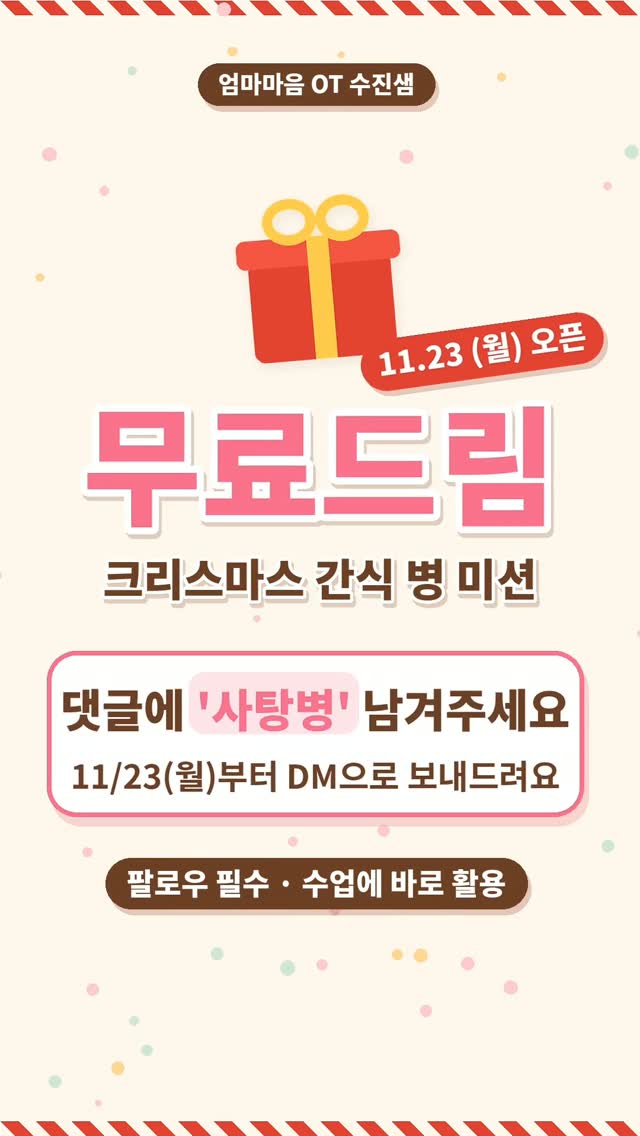 엄마마음 OT 수진샘
11.23 (월) 오픈
무료드림
크리스마스 간식 병 미션
댓글에 '사탕병' 남겨주세요
11/23(월)부터 DM으로 보내드려요
팔로우 필수 · 수업에 바로 활용